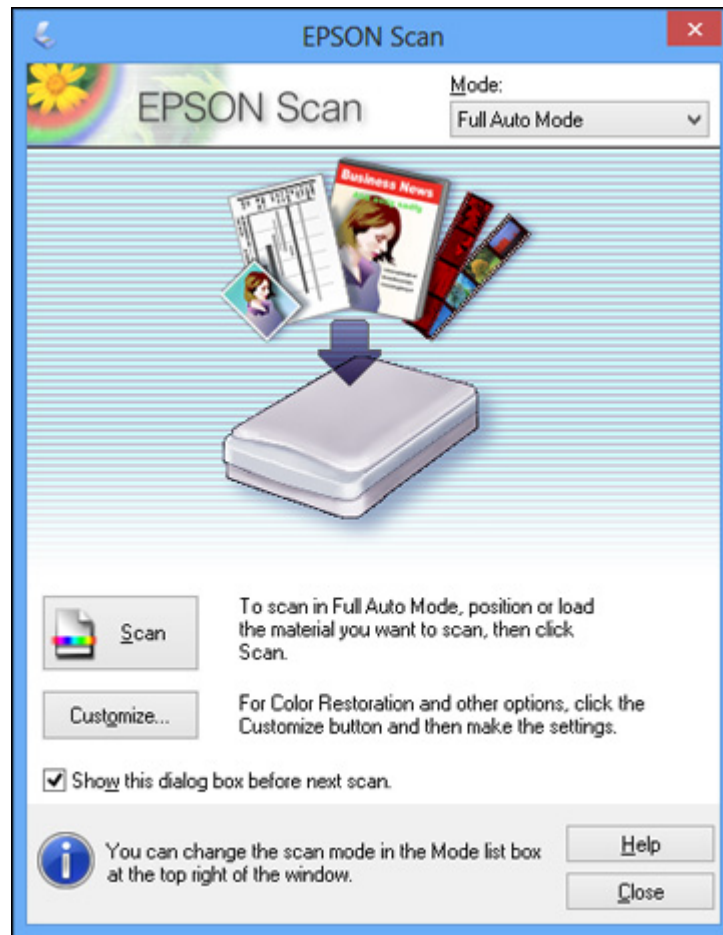 EPSON Scan
EPSON Scan
Mode:
Full Auto Mode
Business News
Scan
To scan in Full Auto Mode, position or load
the material you want to scan, then click
Scan.
Customize...
For Color Restoration and other options, click the
Customize button and then make the settings.
Show this dialog box before next scan.
You can change the scan mode in the Mode list box
at the top right of the window.
Help
Close